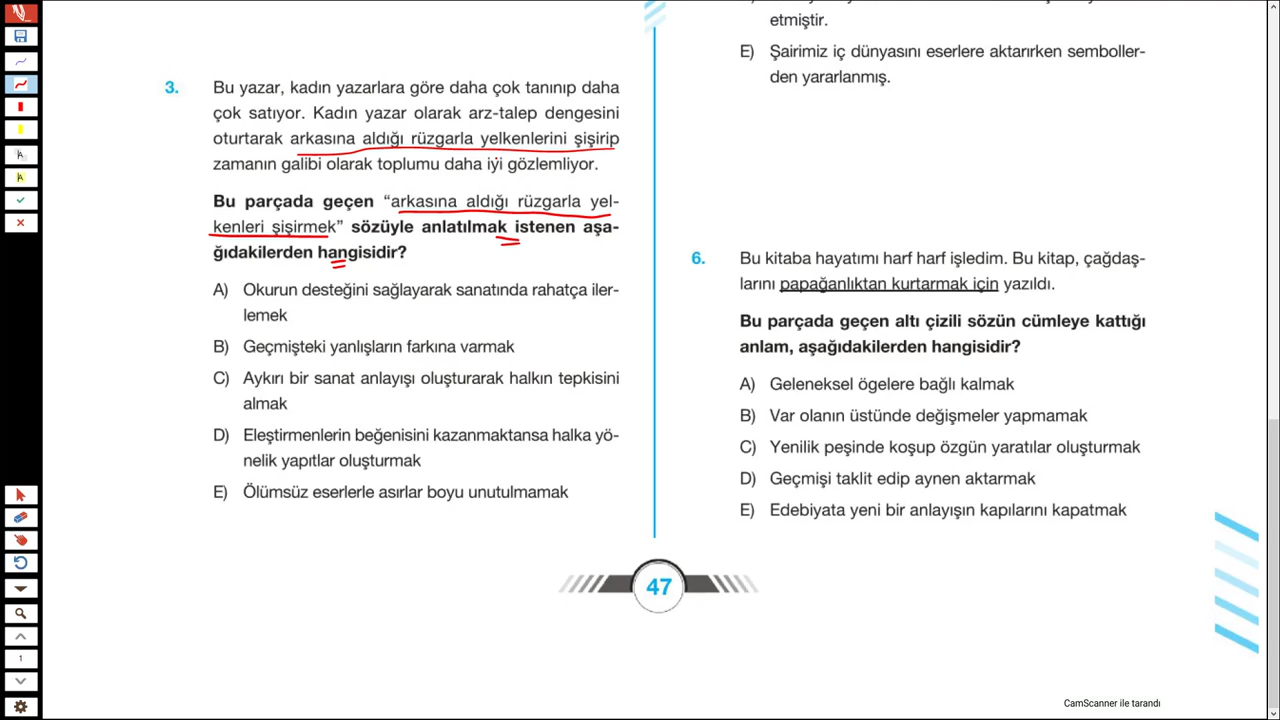 3. Bu yazar, kadın yazarlara göre daha çok tanınıp daha
çok satıyor. Kadın yazar olarak arz-talep dengesini
oturtarak arkasına aldığı rüzgarla yelkenlerini şişirip
zamanın galibi olarak toplumu daha iyi gözlemliyor.
Bu parçada geçen “arkasına aldığı rüzgarla yel-
kenleri şişirmek” sözüyle anlatılmak istenen aşa-
ğıdakilerden hangisidir?
A) Okurun desteğini sağlayarak sanatında rahatça iler-
lemek
B) Geçmişteki yanlışların farkına varmak
C) Aykırı bir sanat anlayışı oluşturarak halkın tepkisini
almak
D) Eleştirmenlerin beğenisini kazanmaktansa halka yö-
nelik yapıtlar oluşturmak
E) Ölümsüz eserlerle asırlar boyu unutulmamak
etmiştir.
E) Şairimiz iç dünyasını eserlere aktarırken semboller-
den yararlanmış.
6. Bu kitaba hayatımı harf harf işledim. Bu kitap, çağdaş-
larını papağanlıktan kurtarmak için yazıldı.
Bu parçada geçen altı çizili sözün cümleye kattığı
anlam, aşağıdakilerden hangisidir?
A) Geleneksel ögelere bağlı kalmak
B) Var olanın üstünde değişmeler yapmamak
C) Yenilik peşinde koşup özgün yaratılar oluşturmak
D) Geçmişi taklit edip aynen aktarmak
E) Edebiyata yeni bir anlayışın kapılarını kapatmak
47
CamScanner ile tarandı
A
A
1